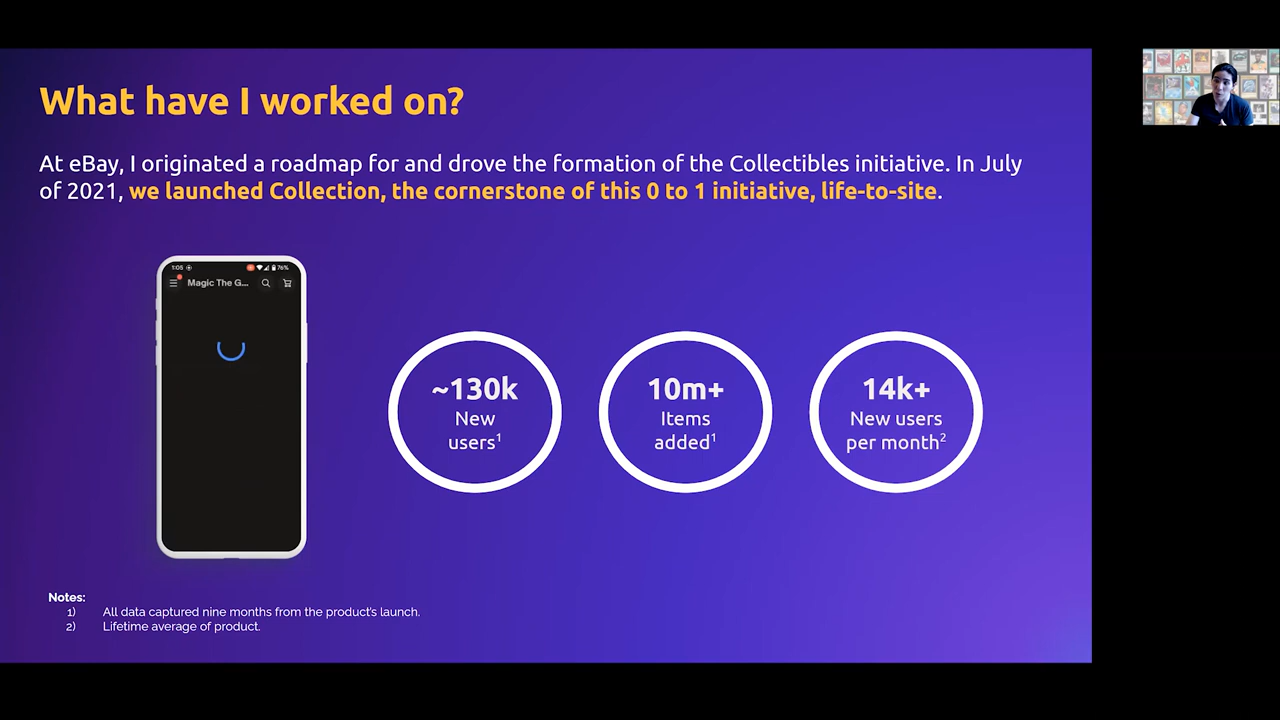 What have I worked on?
At eBay, I originated a roadmap for and drove the formation of the Collectibles initiative. In July
of 2021, we launched Collection, the cornerstone of this 0 to 1 initiative, life-to-site.
1:05 76%
Magic The G...
~130k
New
users¹
10m+
Items
added¹
14k+
New users
per month²
Notes:
1) All data captured nine months from the product's launch.
2) Lifetime average of product.